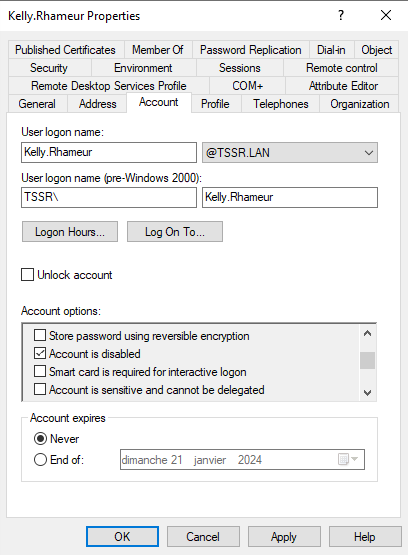 Kelly.Rhameur Properties
Published Certificates Member Of Password Replication Dial-in Object
Security Environment Sessions Remote control
Remote Desktop Services Profile COM+ Attribute Editor
General Address Account Profile Telephones Organization
User logon name:
Kelly.Rhameur @TSSR.LAN
User logon name (pre-Windows 2000):
TSSR\ Kelly.Rhameur
Logon Hours... Log On To...
Unlock account
Account options:
Store password using reversible encryption
Account is disabled
Smart card is required for interactive logon
Account is sensitive and cannot be delegated
Account expires
Never
End of: dimanche 21 janvier 2024
OK Cancel Apply Help